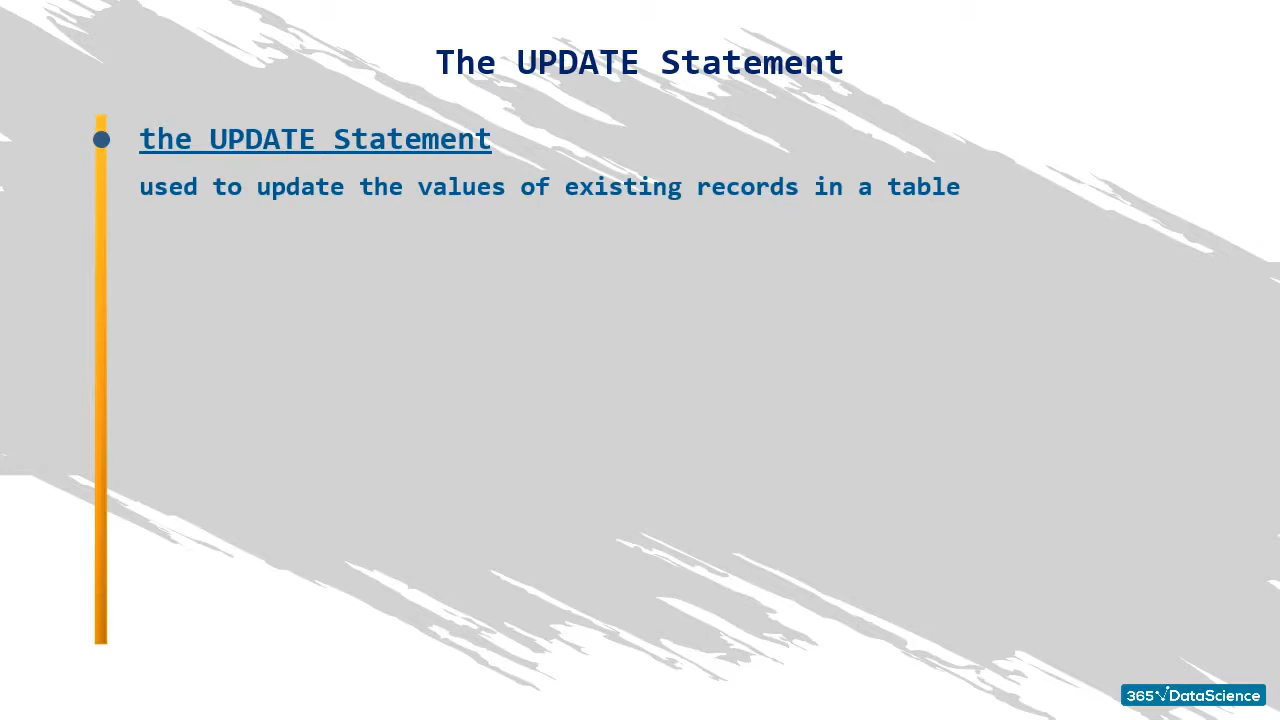 The UPDATE Statement
the UPDATE Statement
used to update the values of existing records in a table
365 DataScience